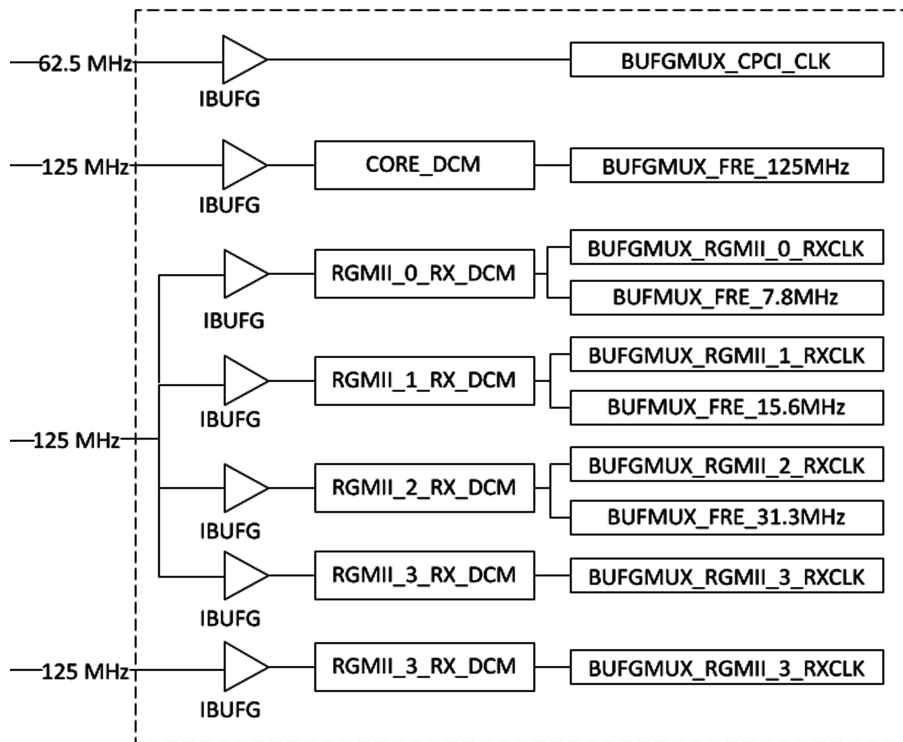 62.5 MHz
IBUFG
BUFGMUX_CPCI_CLK
125 MHz
IBUFG
CORE_DCM
BUFGMUX_FRE_125MHz
IBUFG
RGMII_0_RX_DCM
BUFGMUX_RGMII_0_RXCLK
BUFMUX_FRE_7.8MHz
IBUFG
RGMII_1_RX_DCM
BUFGMUX_RGMII_1_RXCLK
BUFMUX_FRE_15.6MHz
125 MHz
IBUFG
RGMII_2_RX_DCM
BUFGMUX_RGMII_2_RXCLK
BUFMUX_FRE_31.3MHz
IBUFG
RGMII_3_RX_DCM
BUFGMUX_RGMII_3_RXCLK
125 MHz
IBUFG
RGMII_3_RX_DCM
BUFGMUX_RGMII_3_RXCLK